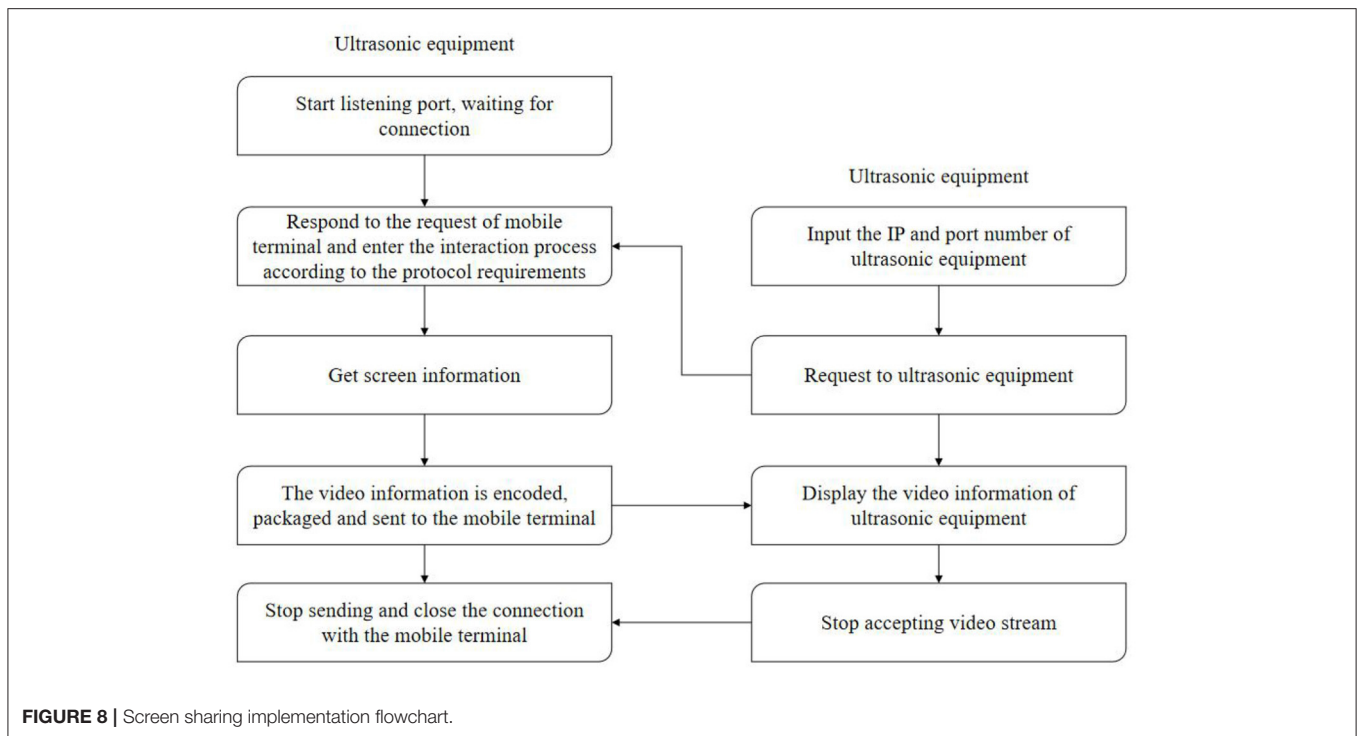 Ultrasonic equipment
Start listening port, waiting for
connection
Respond to the request of mobile
terminal and enter the interaction process
according to the protocol requirements
Get screen information
The video information is encoded,
packaged and sent to the mobile terminal
Stop sending and close the connection
with the mobile terminal
Ultrasonic equipment
Input the IP and port number of
ultrasonic equipment
Request to ultrasonic equipment
Display the video information of
ultrasonic equipment
Stop accepting video stream
FIGURE 8 | Screen sharing implementation flowchart.